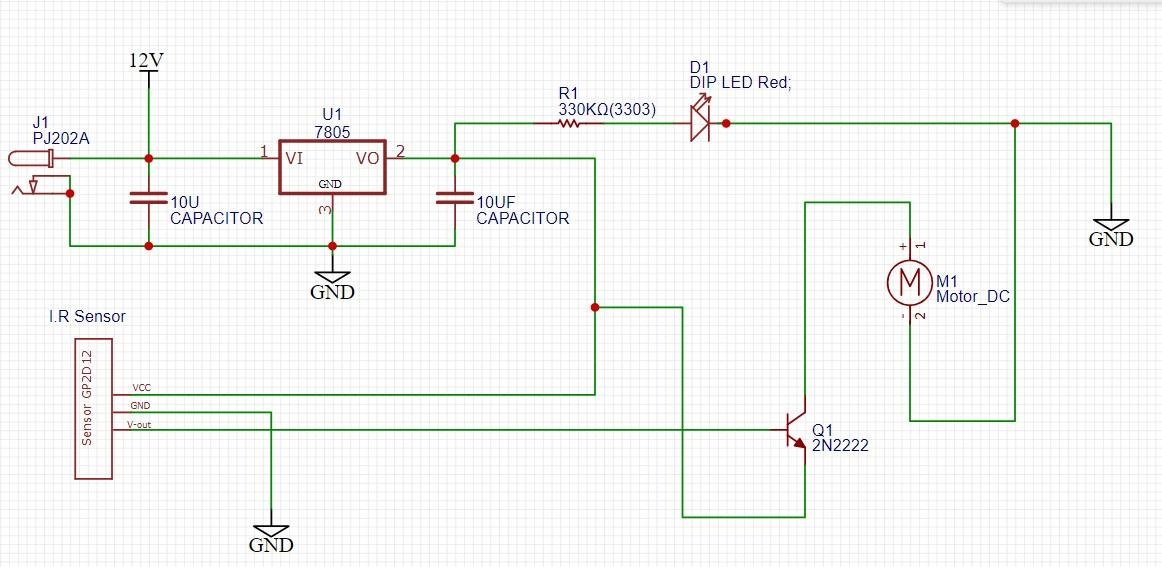 12V
J1
PJ202A
U1
7805
1
VI
VO
2
GND
3
10U
CAPACITOR
10UF
CAPACITOR
GND
R1
330KΩ(3303)
D1
DIP LED Red;
GND
+
1
M1
Motor_DC
-
2
I.R Sensor
Sensor GP2D12
VCC
GND
V-out
GND
Q1
2N2222